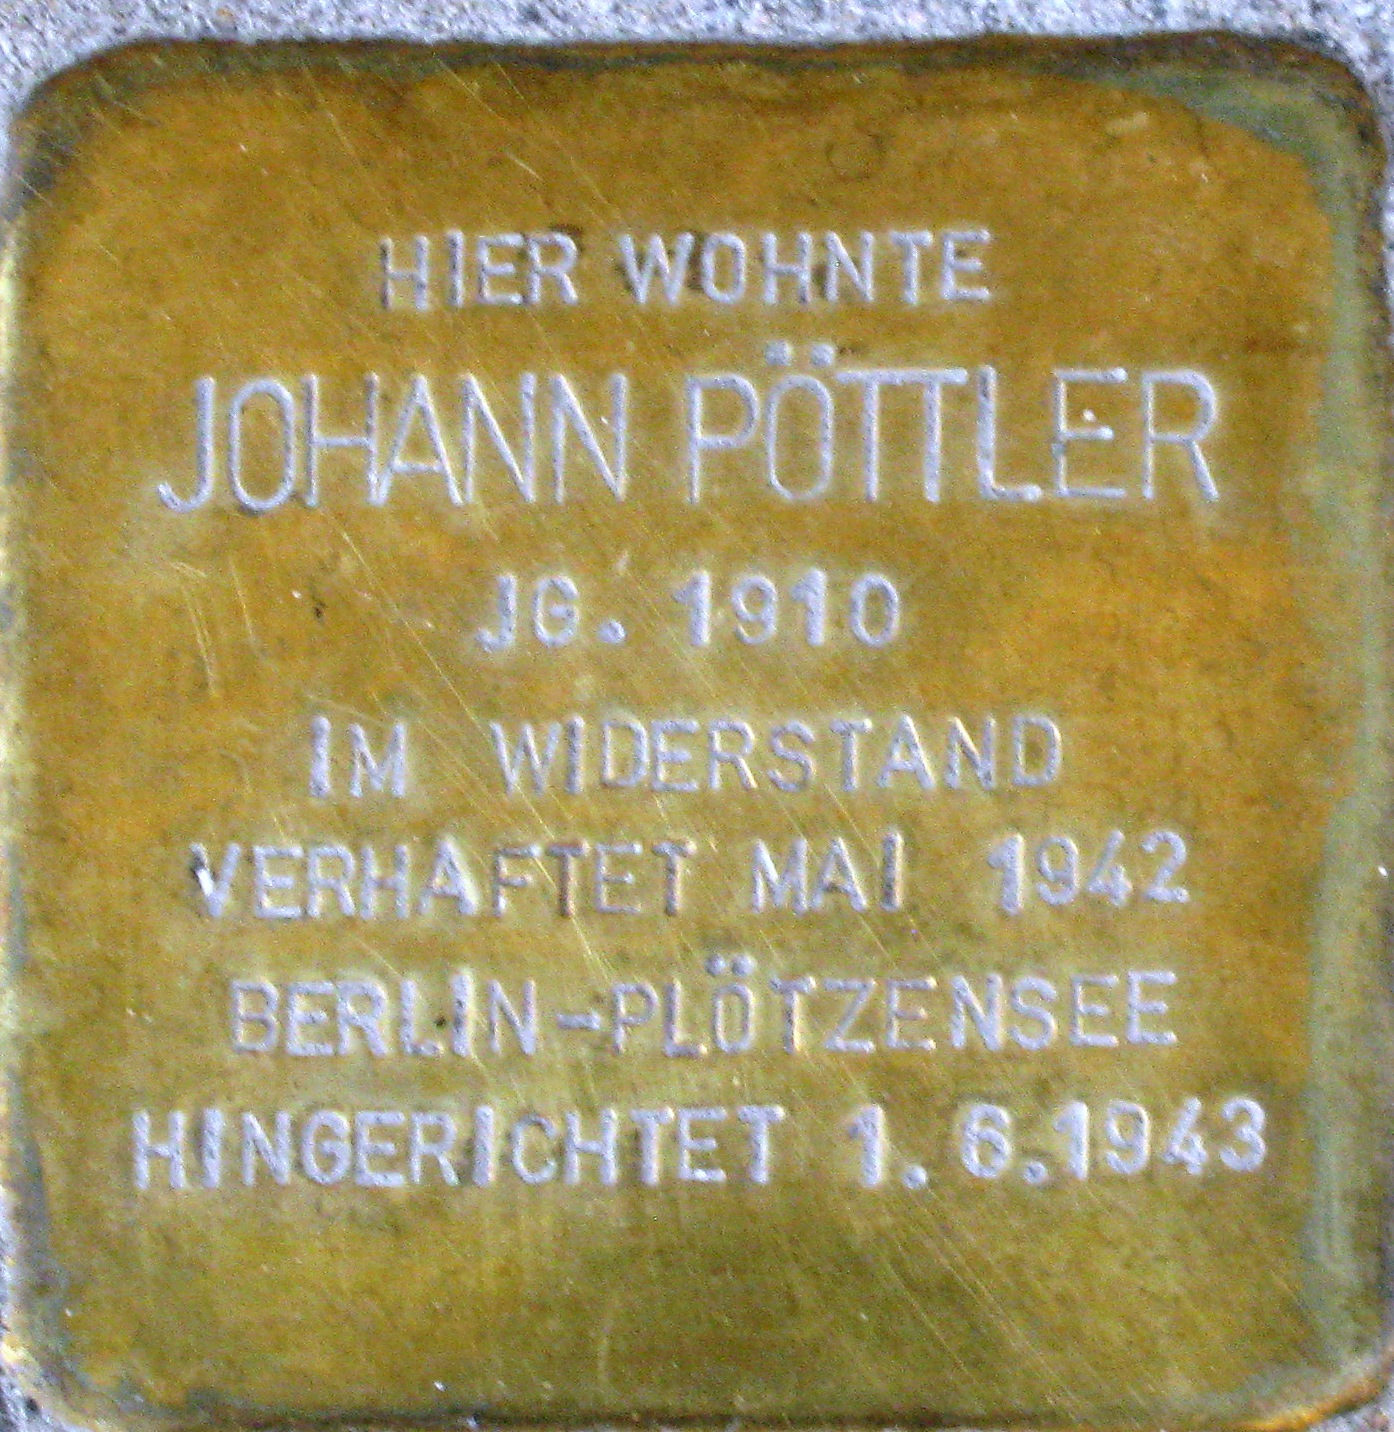 HIER WOHNTE
JOHANN PÖTTLER
JG. 1910
IM WIDERSTAND
VERHAFTET MAI 1942
BERLIN-PLÖTZENSEE
HINGERICHTET 1.6.1943